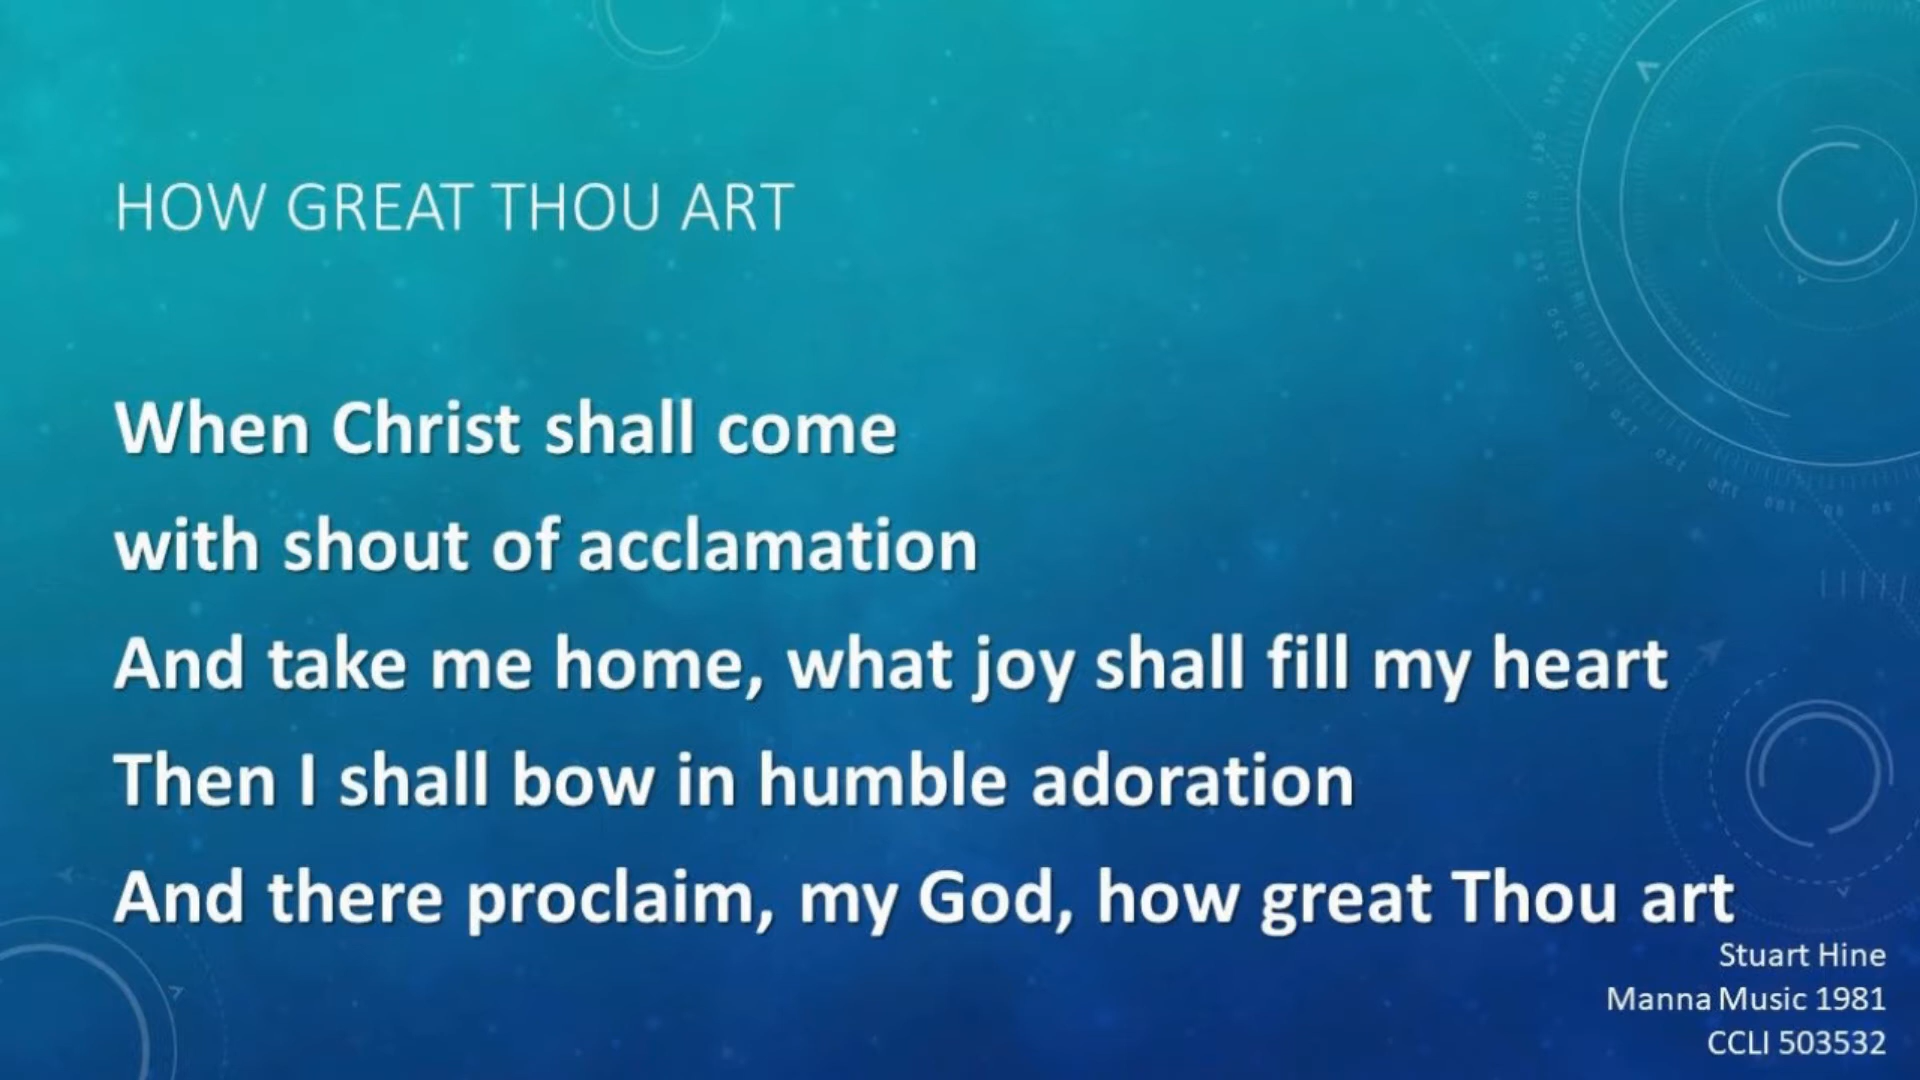 HOW GREAT THOU ART
When Christ shall come
with shout of acclamation
And take me home, what joy shall fill my heart
Then I shall bow in humble adoration
And there proclaim, my God, how great Thou art
Stuart Hine
Manna Music 1981
CCLI 503532